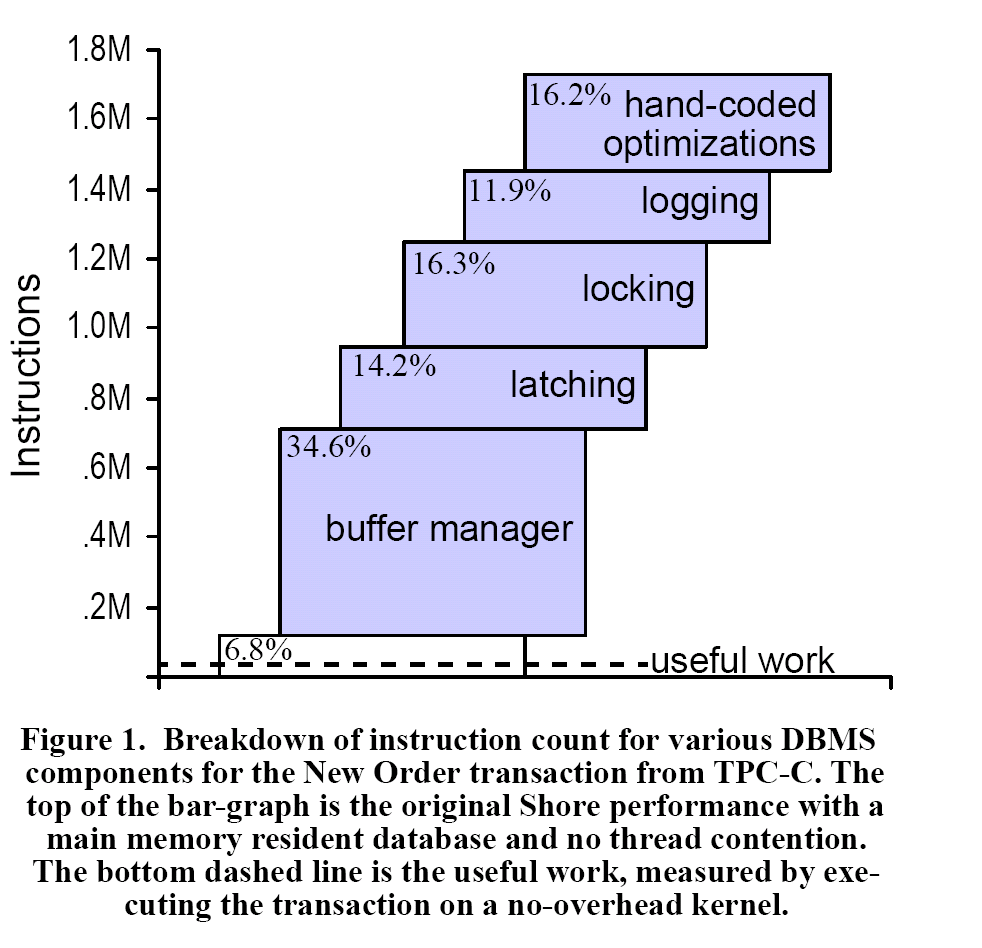 1.8M
16.2% hand-coded
optimizations
1.6M
11.9% logging
1.4M
16.3%
locking
1.2M
1.0M
14.2%
latching
.8M
34.6%
buffer manager
.6M
.4M
.2M
6.8%
useful work
Instructions
Figure 1. Breakdown of instruction count for various DBMS
components for the New Order transaction from TPC-C. The
top of the bar-graph is the original Shore performance with a
main memory resident database and no thread contention.
The bottom dashed line is the useful work, measured by exe-
cuting the transaction on a no-overhead kernel.